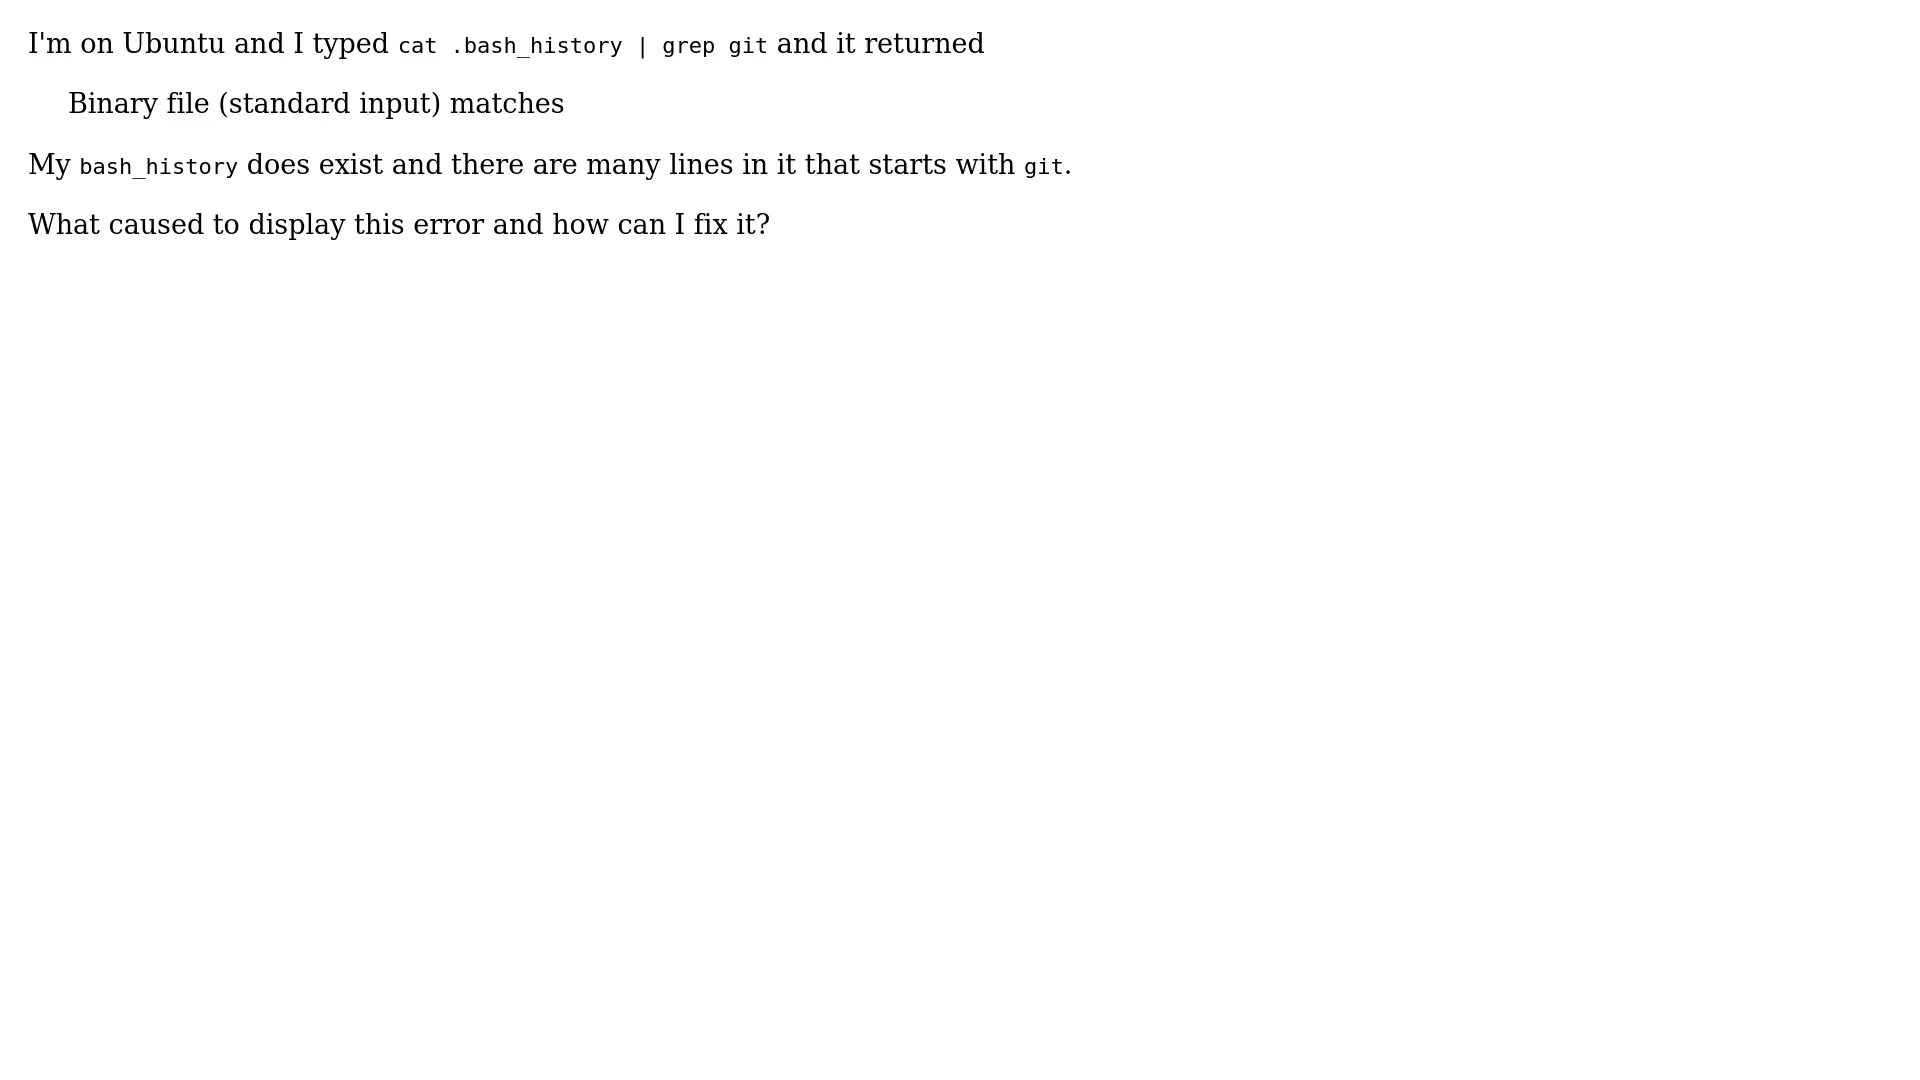 I'm on Ubuntu and I typed cat .bash_history | grep git and it returned
Binary file (standard input) matches
My bash_history does exist and there are many lines in it that starts with git.
What caused to display this error and how can I fix it?